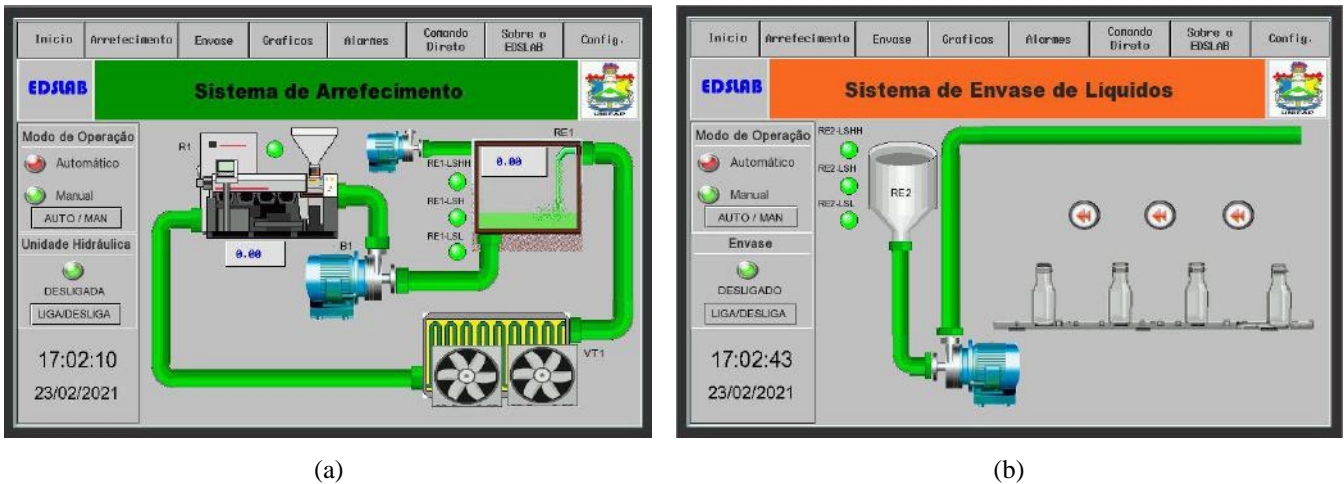 Inicio Arrefecimento Envase Graficos Alarmes Comando Direto Sobre o EDSLAB Config.
EDSLAB Sistema de Arrefecimento UNIFAP
Modo de Operação
Automático
Manual
AUTO / MAN
Unidade Hidráulica
DESLIGADA
LIGA/DESLIGA
17:02:10
23/02/2021
R1
0.00
B1
RE1
0.00
RE1-LSHH
RE1-LSH
RE1-LSL
VT1
(a)
Inicio Arrefecimento Envase Graficos Alarmes Comando Direto Sobre o EDSLAB Config.
EDSLAB Sistema de Envase de Líquidos UNIFAP
Modo de Operação
Automático
Manual
AUTO / MAN
Envase
DESLIGADO
LIGA/DESLIGA
17:02:43
23/02/2021
RE2-LSHH
RE2-LSH
RE2-LSL
RE2
(b)